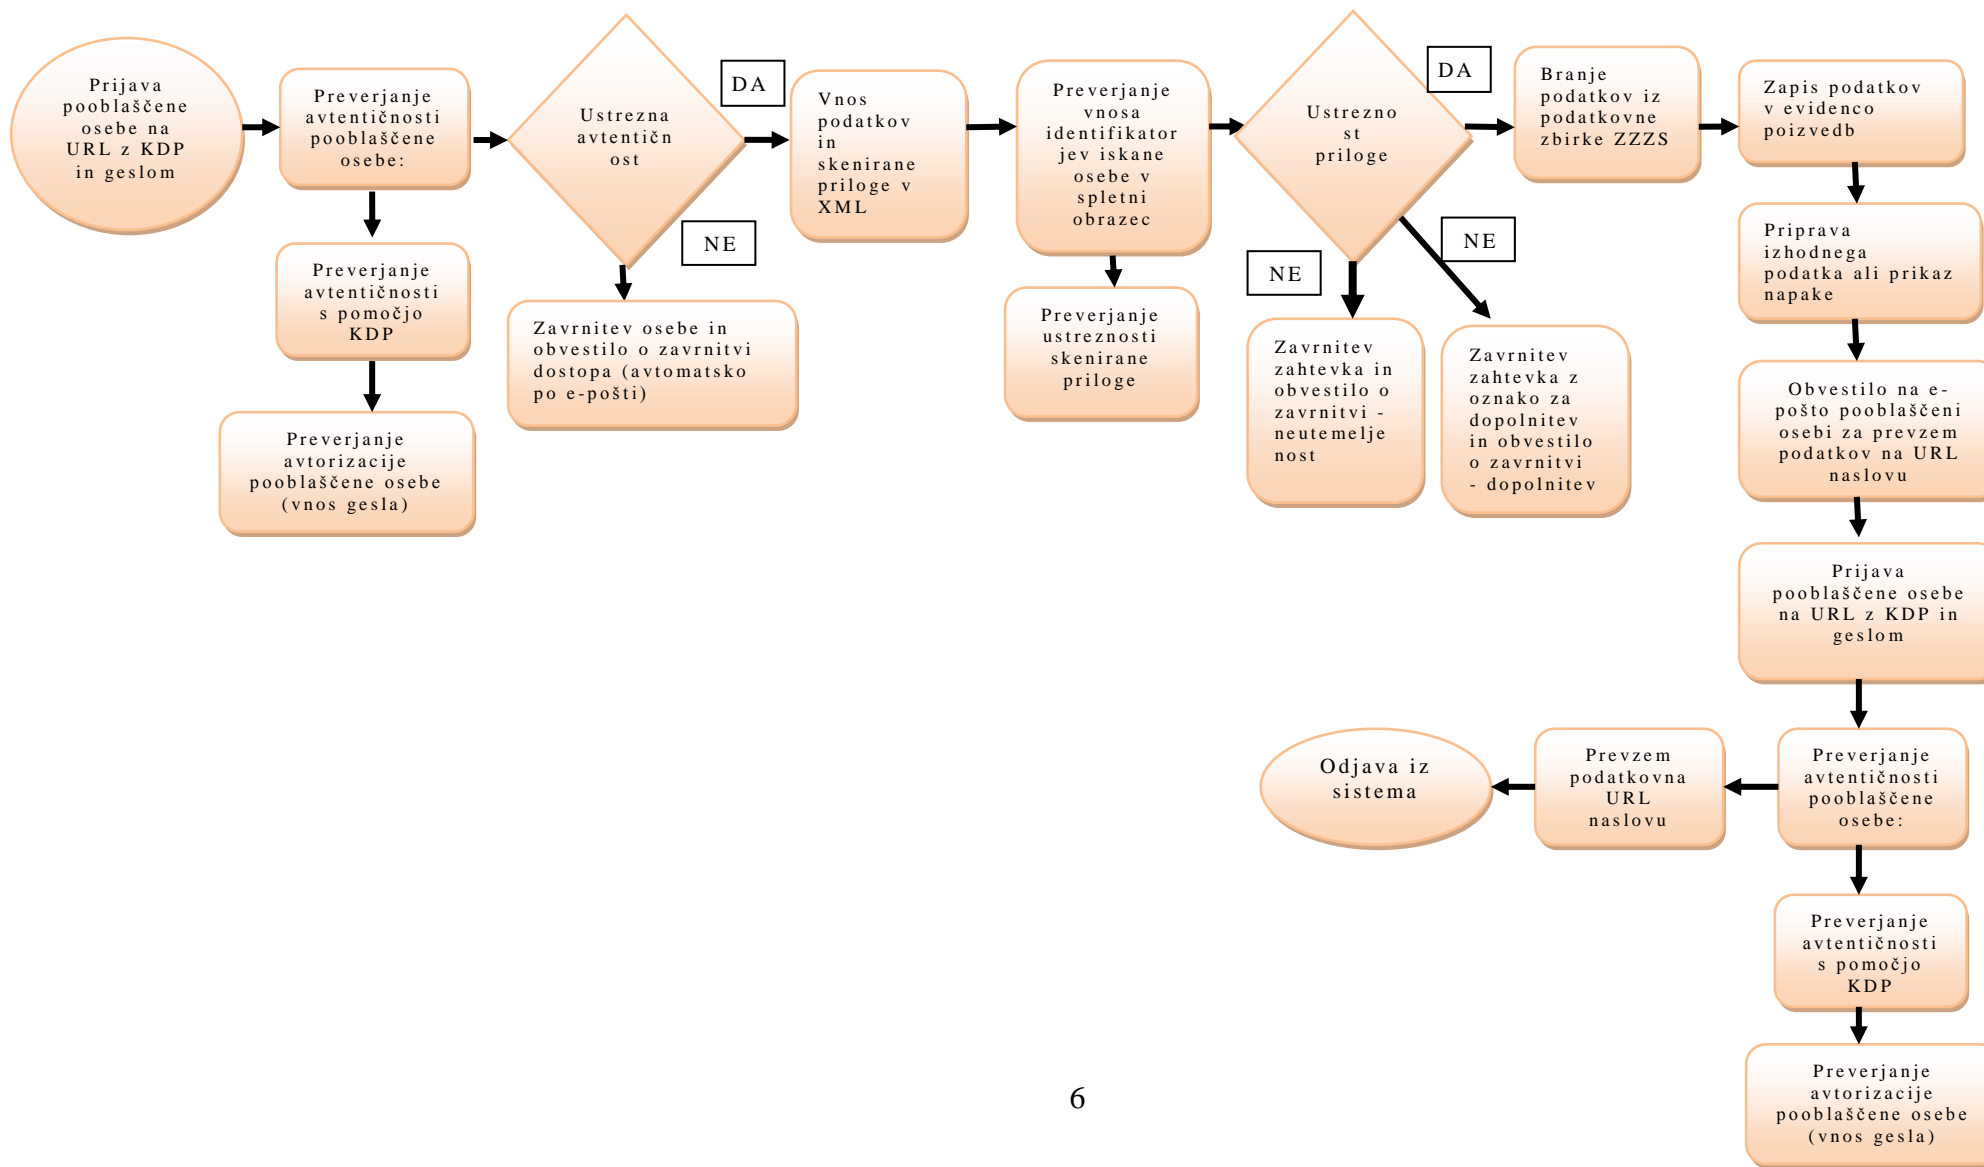 Prijava
pooblaščene
osebe na
URL z KDP
in geslom
Preverjanje
avtentičnosti
pooblaščene
osebe:
Preverjanje
avtentičnosti
s pomočjo
KDP
Preverjanje
avtorizacije
pooblaščene osebe
(vnos gesla)
Ustrezna
avtentičn
ost
DA
NE
Zavrnitev osebe in
obvestilo o zavrnitvi
dostopa (avtomatsko
po e-pošti)
Vnos
podatkov
in
skenirane
priloge v
XML
Preverjanje
vnosa
identifikator
jev iskane
osebe v
spletni
obrazec
Preverjanje
ustreznosti
skenirane
priloge
Ustrezno
st
priloge
DA
NE
NE
Zavrnitev
zahtevka in
obvestilo o
zavrnitvi -
neutemelje
nost
Zavrnitev
zahtevka z
oznako za
dopolnitev
in obvestilo
o zavrnitvi
- dopolnitev
Branje
podatkov iz
podatkovne
zbirke ZZZS
Zapis podatkov
v evidenco
poizvedb
Priprava
izhodnega
podatka ali prikaz
napake
Obvestilo na e-
pošto pooblaščeni
osebi za prevzem
podatkov na URL
naslovu
Prijava
pooblaščene osebe
na URL z KDP in
geslom
Preverjanje
avtentičnosti
pooblaščene
osebe:
Prevzem
podatkovna
URL
naslovu
Odjava iz
sistema
Preverjanje
avtentičnosti
s pomočjo
KDP
Preverjanje
avtorizacije
pooblaščene osebe
(vnos gesla)
6